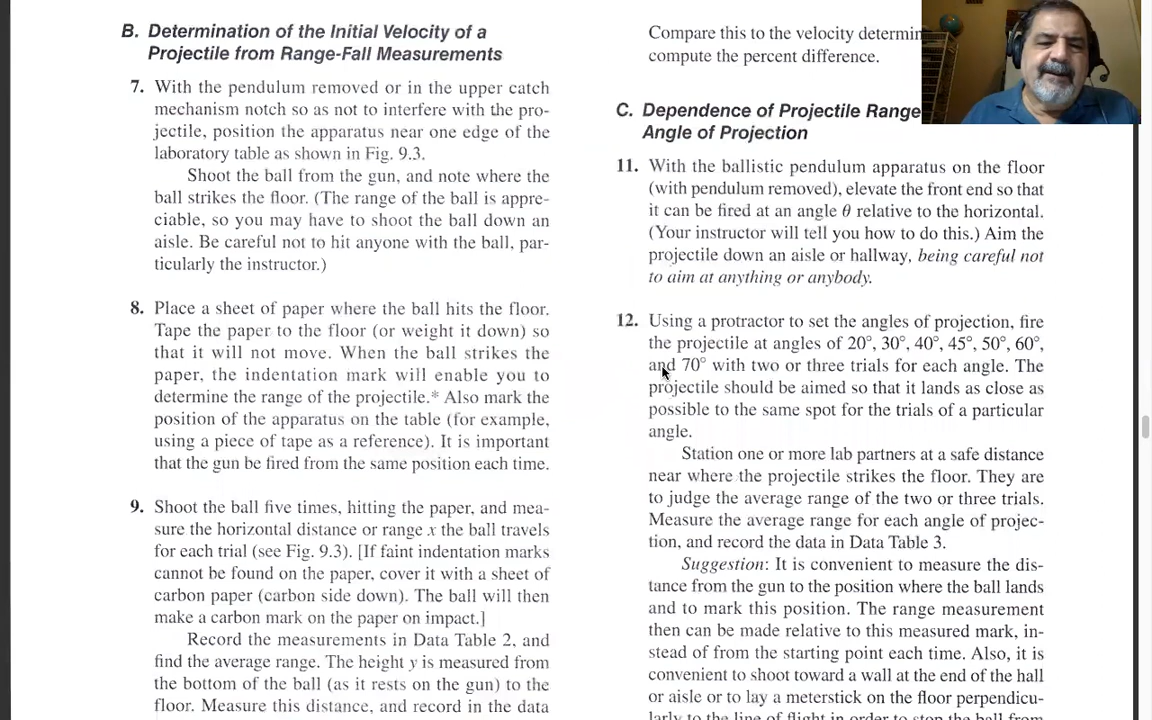 B. Determination of the Initial Velocity of a
Projectile from Range-Fall Measurements
7. With the pendulum removed or in the upper catch
mechanism notch so as not to interfere with the pro-
jectile, position the apparatus near one edge of the
laboratory table as shown in Fig. 9.3.
Shoot the ball from the gun, and note where the
ball strikes the floor. (The range of the ball is appre-
ciable, so you may have to shoot the ball down an
aisle. Be careful not to hit anyone with the ball, par-
ticularly the instructor.)
8. Place a sheet of paper where the ball hits the floor.
Tape the paper to the floor (or weight it down) so
that it will not move. When the ball strikes the
paper, the indentation mark will enable you to
determine the range of the projectile.* Also mark the
position of the apparatus on the table (for example,
using a piece of tape as a reference). It is important
that the gun be fired from the same position each time.
9. Shoot the ball five times, hitting the paper, and mea-
sure the horizontal distance or range x the ball travels
for each trial (see Fig. 9.3). [If faint indentation marks
cannot be found on the paper, cover it with a sheet of
carbon paper (carbon side down). The ball will then
make a carbon mark on the paper on impact.]
Record the measurements in Data Table 2, and
find the average range. The height y is measured from
the bottom of the ball (as it rests on the gun) to the
floor. Measure this distance, and record in the data
Compare this to the velocity determin
compute the percent difference.
C. Dependence of Projectile Range
Angle of Projection
11. With the ballistic pendulum apparatus on the floor
(with pendulum removed), elevate the front end so that
it can be fired at an angle θ relative to the horizontal.
(Your instructor will tell you how to do this.) Aim the
projectile down an aisle or hallway, being careful not
to aim at anything or anybody.
12. Using a protractor to set the angles of projection, fire
the projectile at angles of 20°, 30°, 40°, 45°, 50°, 60°,
and 70° with two or three trials for each angle. The
projectile should be aimed so that it lands as close as
possible to the same spot for the trials of a particular
angle.
Station one or more lab partners at a safe distance
near where the projectile strikes the floor. They are
to judge the average range of the two or three trials.
Measure the average range for each angle of projec-
tion, and record the data in Data Table 3.
Suggestion: It is convenient to measure the dis-
tance from the gun to the position where the ball lands
and to mark this position. The range measurement
then can be made relative to this measured mark, in-
stead of from the starting point each time. Also, it is
convenient to shoot toward a wall at the end of the hall
or aisle or to lay a meterstick on the floor perpendicu-
larly to the line of flight in order to stop the ball from